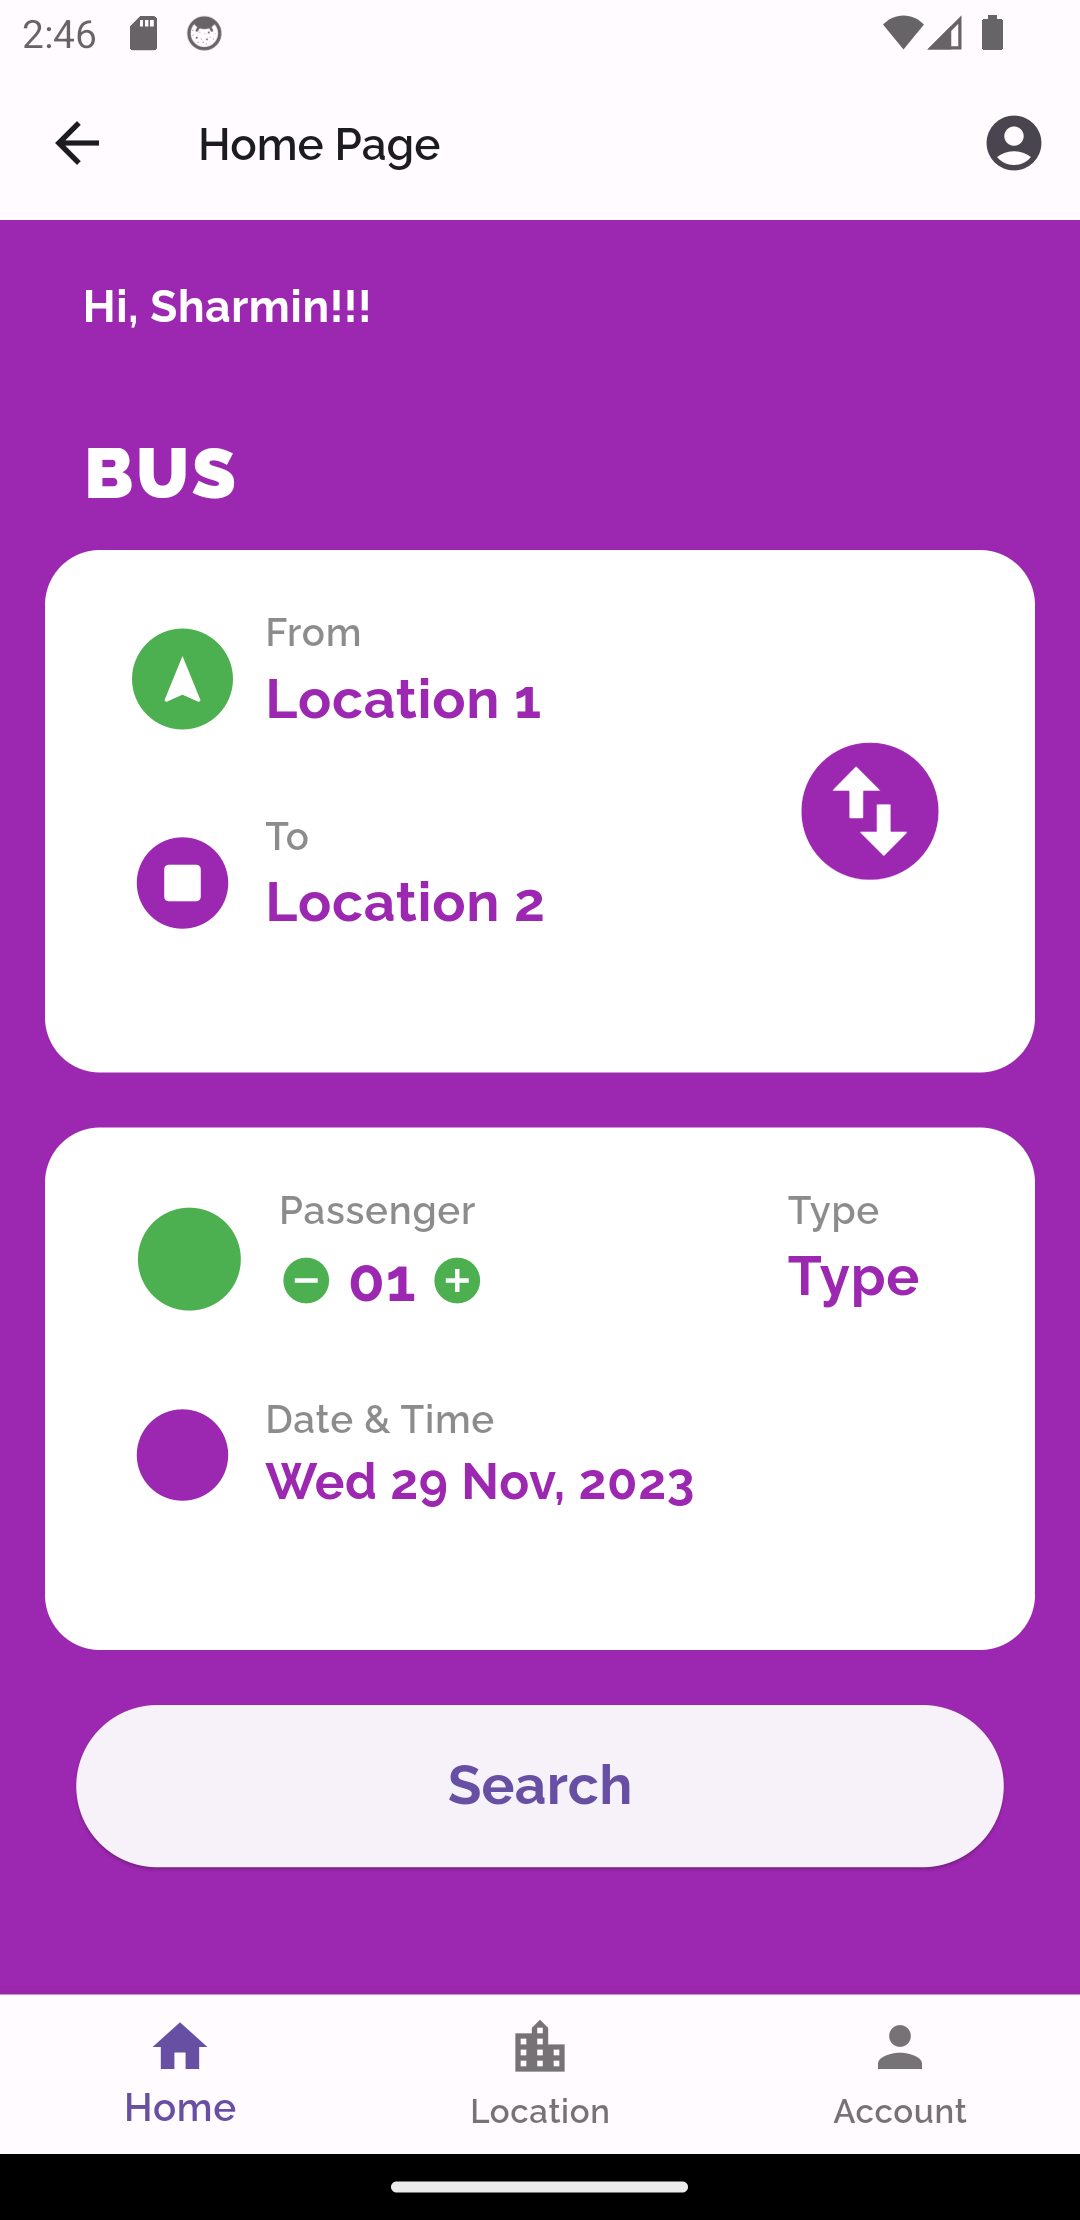 2:46
Home Page
Hi, Sharmin!!!
BUS
From
Location 1
To
Location 2
Passenger
01
Type
Type
Date & Time
Wed 29 Nov, 2023
Search
Home
Location
Account